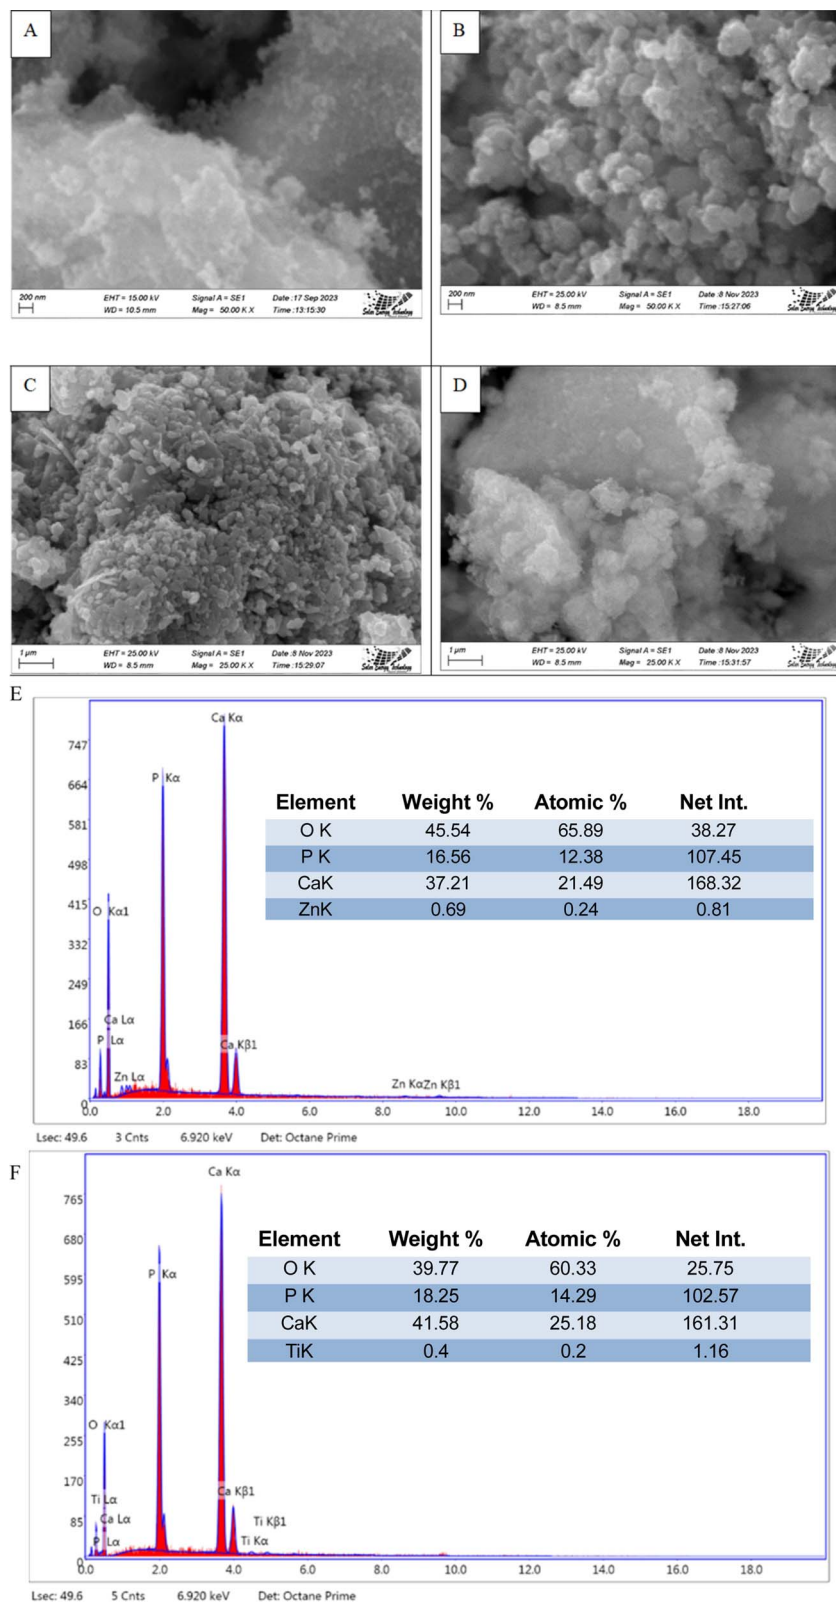 A
200 nm EHT = 15.00 kV Signal A = SE1 Date :17 Sep 2023
WD = 10.5 mm Mag = 50.00 K X Time :13:15:30
Solar Energy Technology
B
200 nm EHT = 25.00 kV Signal A = SE1 Date :8 Nov 2023
WD = 8.5 mm Mag = 50.00 K X Time :15:27:06
Solar Energy Technology
C
1 µm EHT = 25.00 kV Signal A = SE1 Date :8 Nov 2023
WD = 8.5 mm Mag = 25.00 K X Time :15:29:07
Solar Energy Technology
D
1 µm EHT = 25.00 kV Signal A = SE1 Date :8 Nov 2023
WD = 8.5 mm Mag = 25.00 K X Time :15:31:57
Solar Energy Technology
E
747
664
581
498
415
332
249
166
83
0
Ca Kα
P Kα
O Kα1
Ca Lα
P Lα
Zn Lα
Ca Kβ1
Zn Kα Zn Kβ1
Element Weight % Atomic % Net Int.
O K 45.54 65.89 38.27
P K 16.56 12.38 107.45
CaK 37.21 21.49 168.32
ZnK 0.69 0.24 0.81
0.0 2.0 4.0 6.0 8.0 10.0 12.0 14.0 16.0 18.0
Lsec: 49.6 3 Cnts 6.920 keV Det: Octane Prime
F
765
680
595
510
425
340
255
170
85
0
Ca Kα
P Kα
O Kα1
Ti Lα
Ca Lα
P Lα
Ca Kβ1
Ti Kβ1
Ti Kα
Element Weight % Atomic % Net Int.
O K 39.77 60.33 25.75
P K 18.25 14.29 102.57
CaK 41.58 25.18 161.31
TiK 0.4 0.2 1.16
0.0 2.0 4.0 6.0 8.0 10.0 12.0 14.0 16.0 18.0
Lsec: 49.6 5 Cnts 6.920 keV Det: Octane Prime